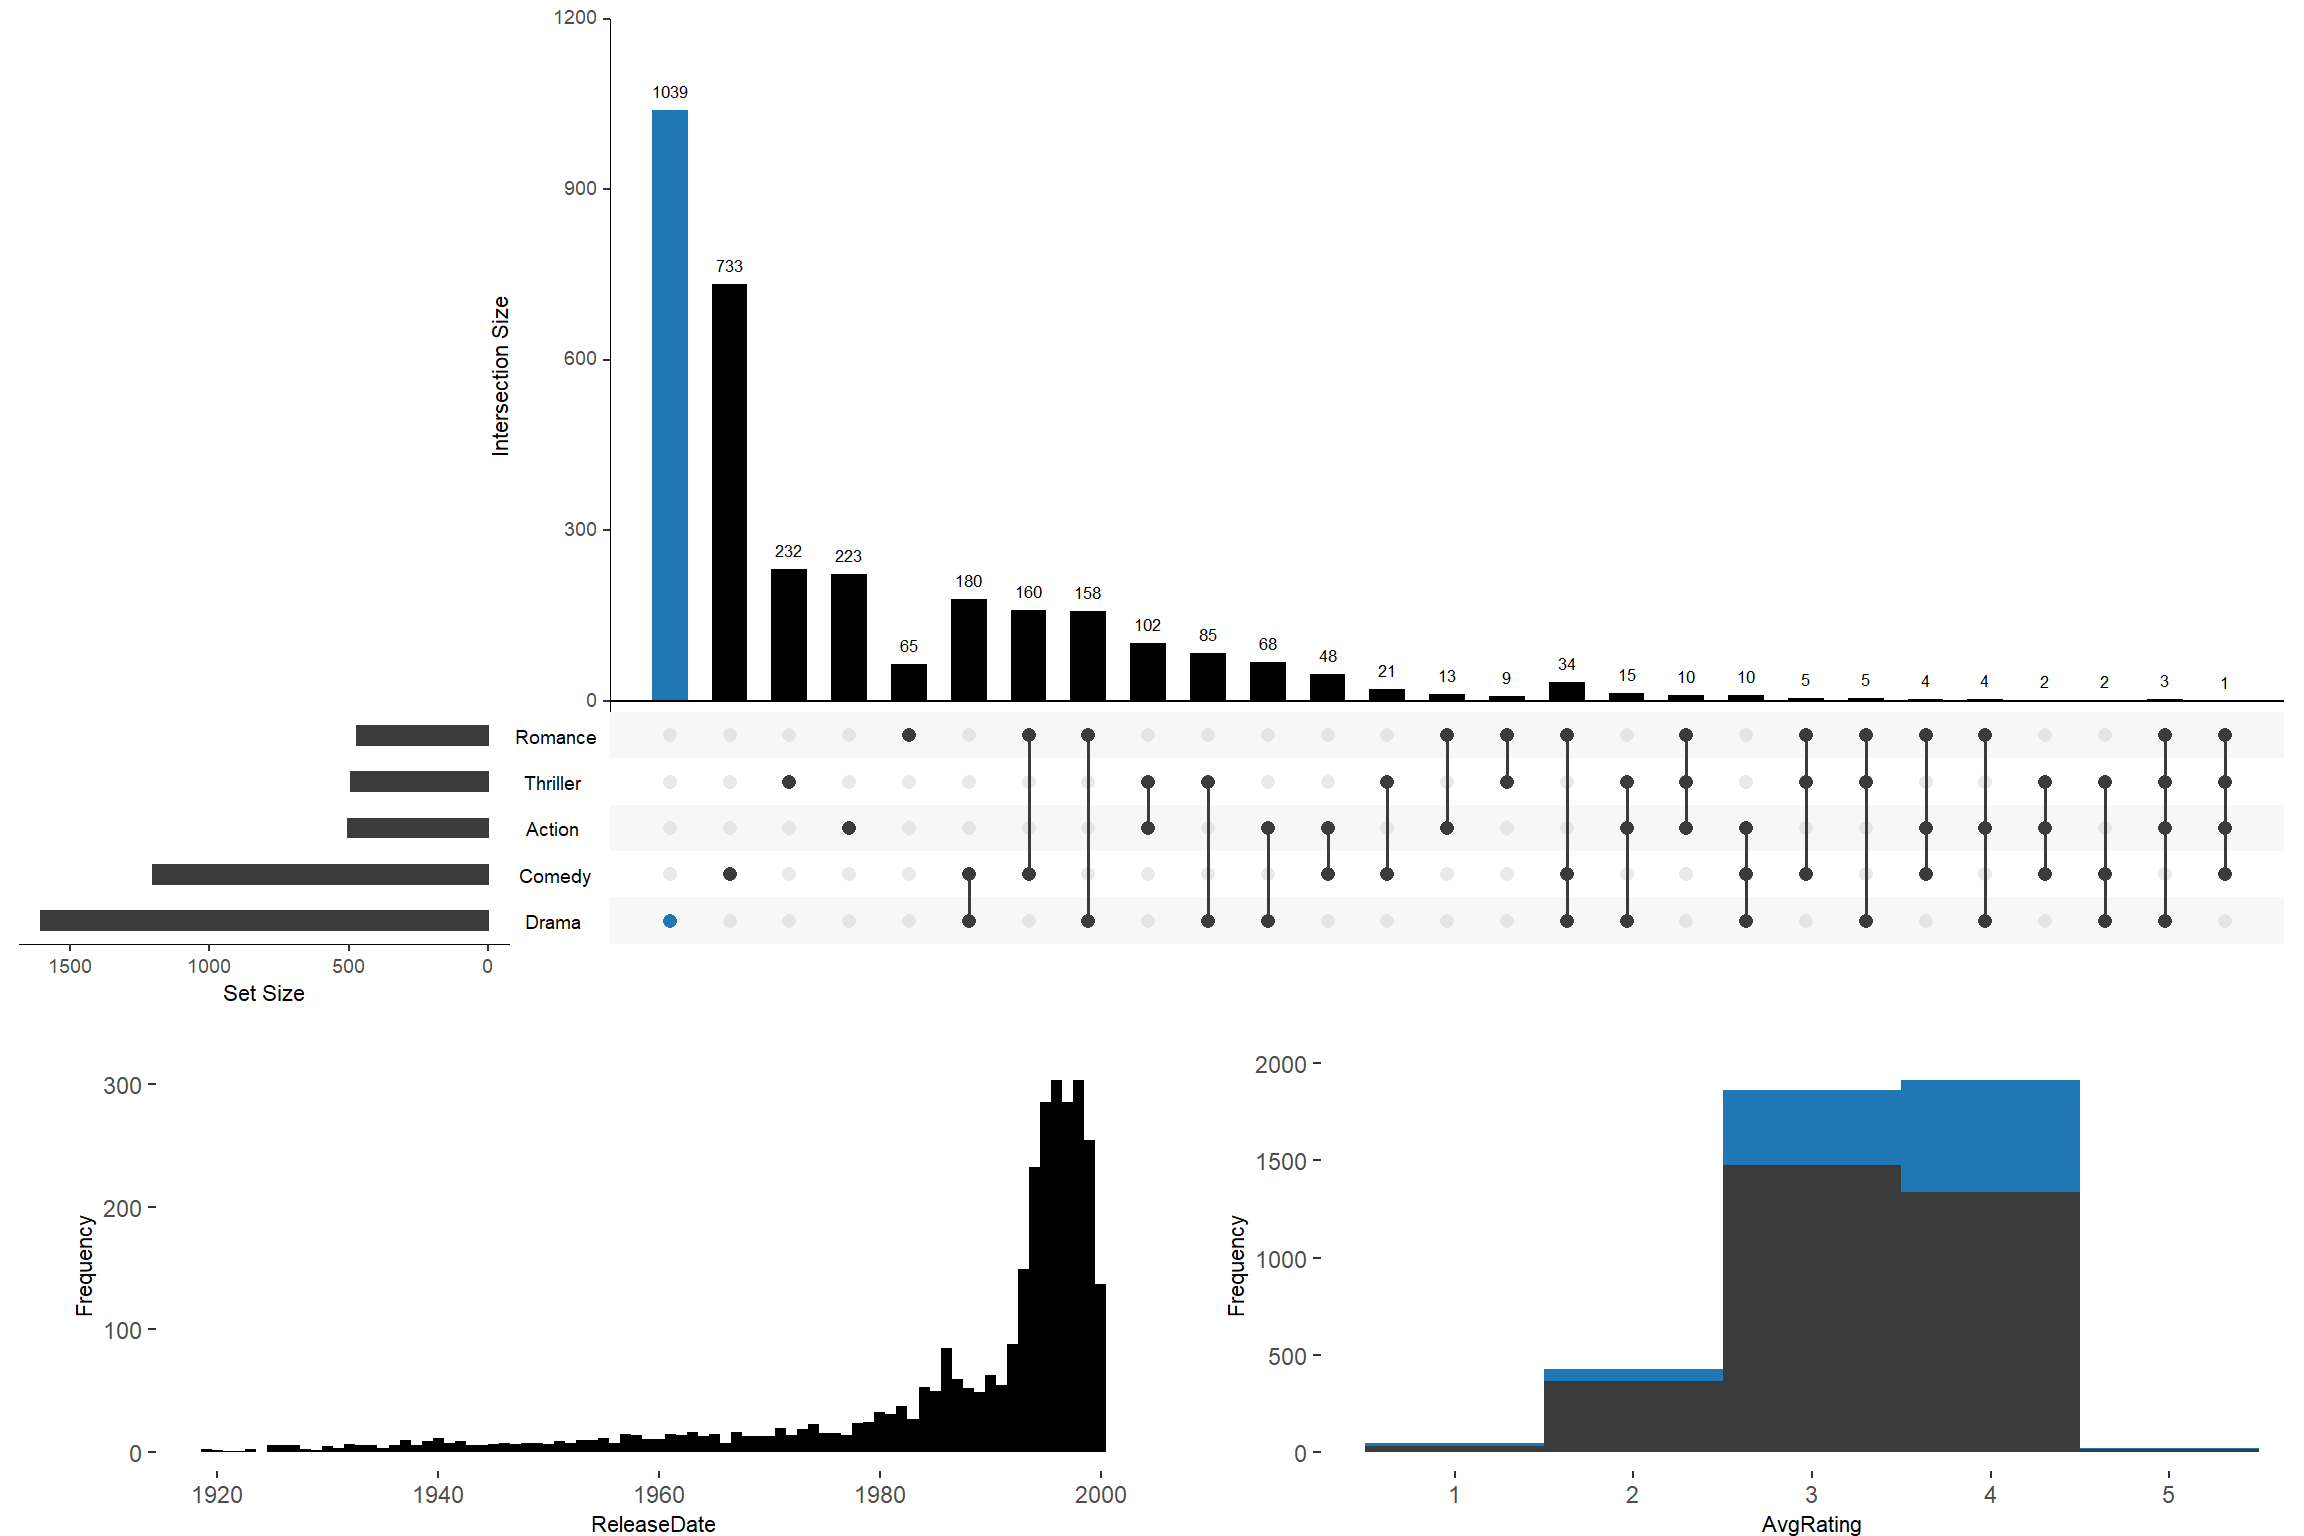 1200
1039
900
733
Intersection Size
600
300
232
223
180
160
158
102
85
68
65
48
21
13
9
34
15
10
10
5
5
4
4
2
2
3
1
0
Romance
Thriller
Action
Comedy
Drama
1500 1000 500 0
Set Size
300
200
100
0
Frequency
1920 1940 1960 1980 2000
ReleaseDate
2000
1500
1000
500
0
Frequency
1 2 3 4 5
AvgRating